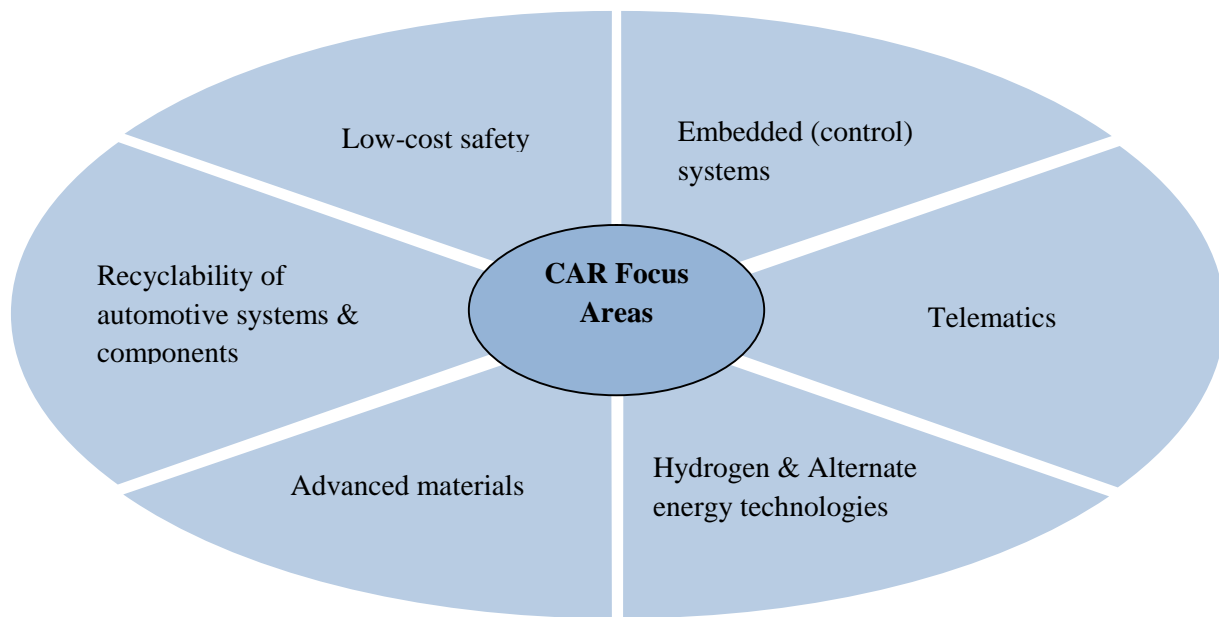 Low-cost safety
Embedded (control)
systems
CAR Focus
Areas
Recyclability of
automotive systems &
components
Telematics
Advanced materials
Hydrogen & Alternate
energy technologies